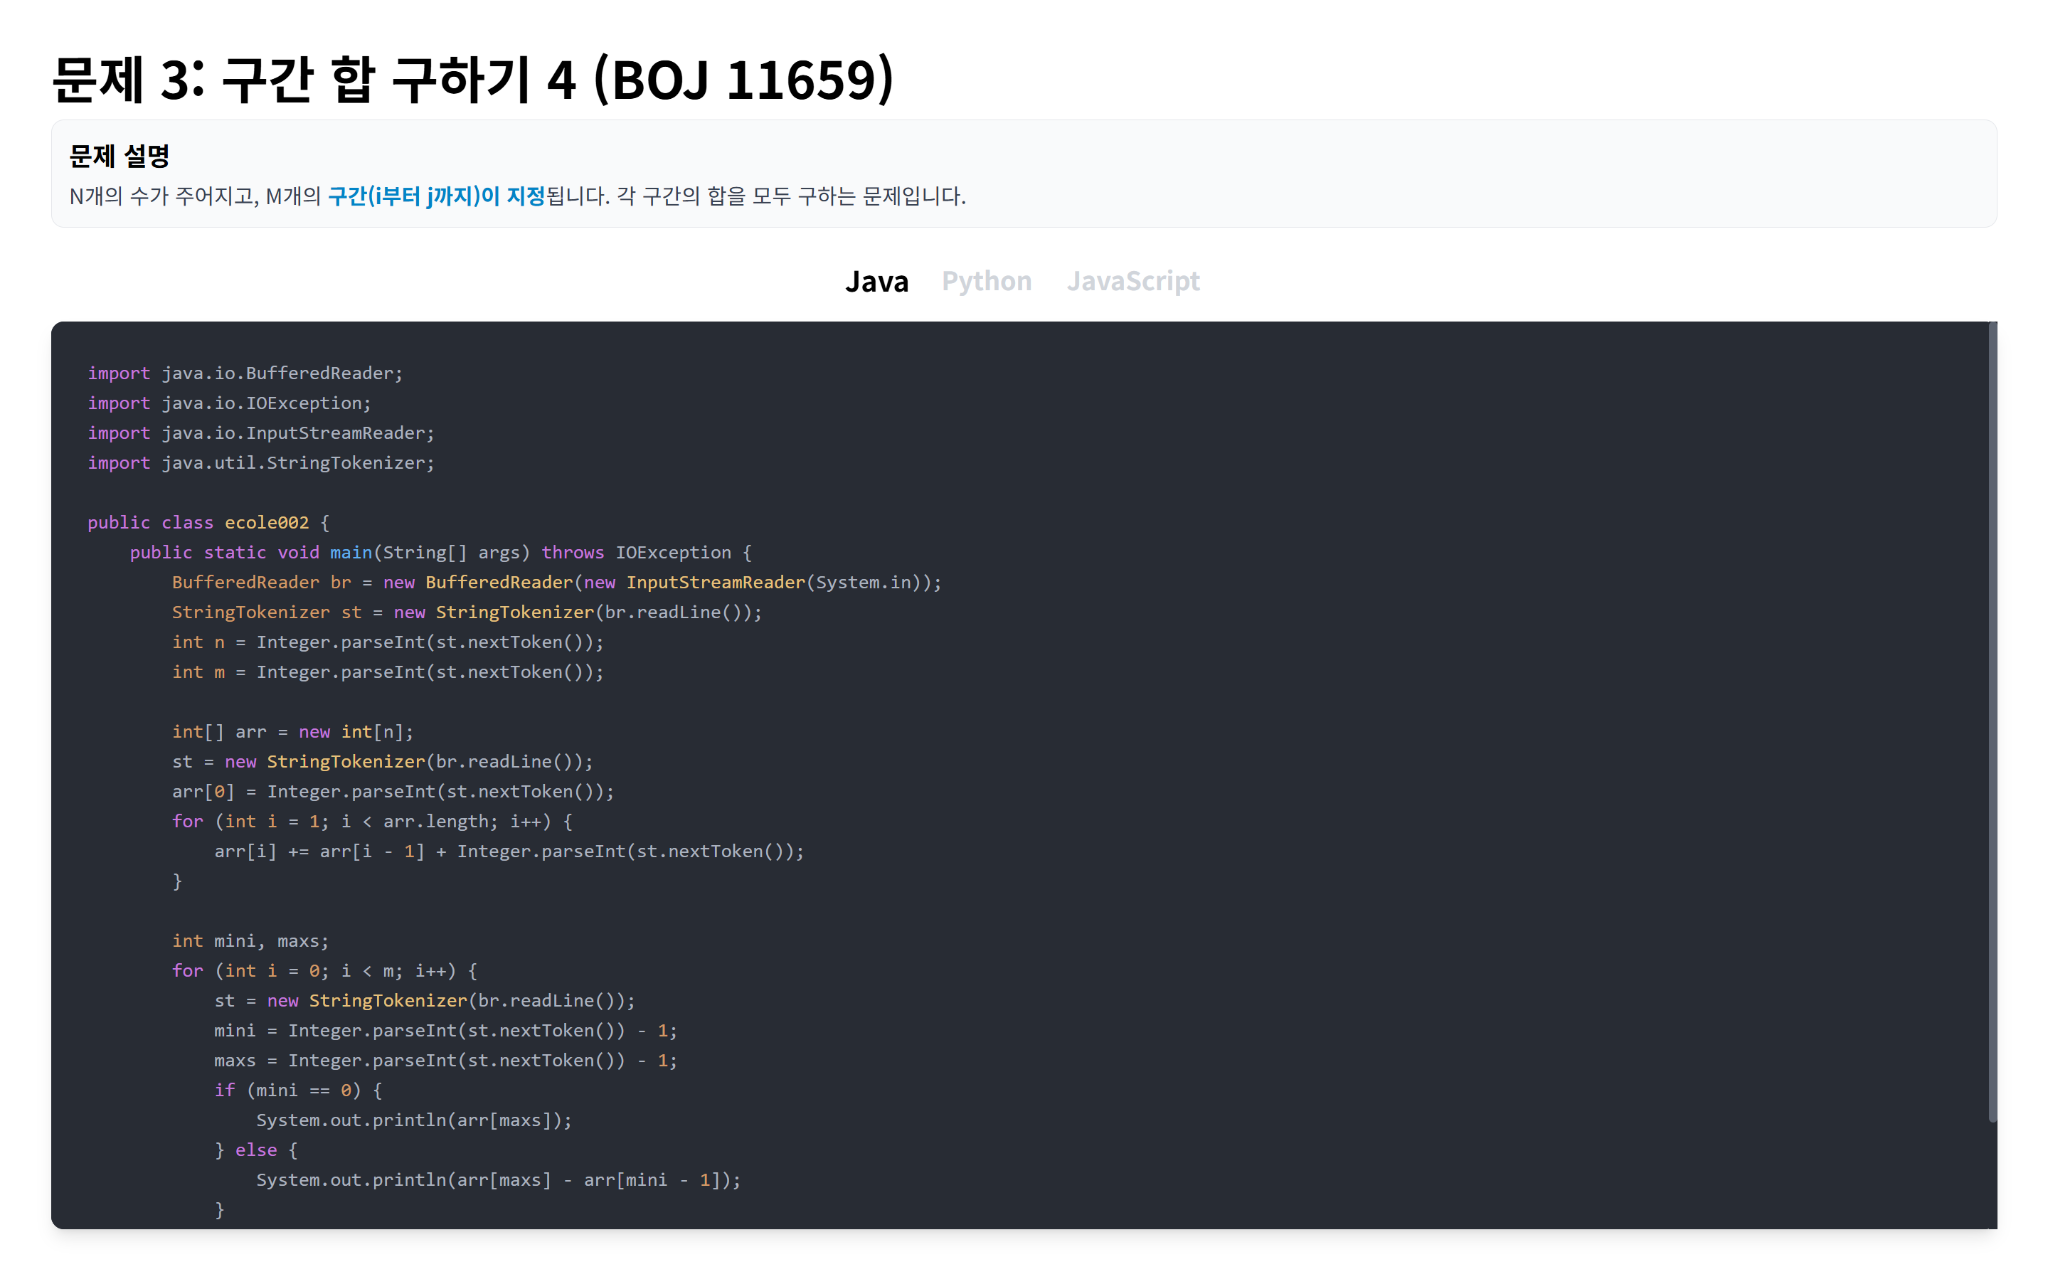 문제 3: 구간 합 구하기 4 (BOJ 11659)
문제 설명
N개의 수가 주어지고, M개의 구간(i부터 j까지)이 지정됩니다. 각 구간의 합을 모두 구하는 문제입니다.
Java Python JavaScript
import java.io.BufferedReader;
import java.io.IOException;
import java.io.InputStreamReader;
import java.util.StringTokenizer;
public class ecole002 {
    public static void main(String[] args) throws IOException {
        BufferedReader br = new BufferedReader(new InputStreamReader(System.in));
        StringTokenizer st = new StringTokenizer(br.readLine());
        int n = Integer.parseInt(st.nextToken());
        int m = Integer.parseInt(st.nextToken());
        int[] arr = new int[n];
        st = new StringTokenizer(br.readLine());
        arr[0] = Integer.parseInt(st.nextToken());
        for (int i = 1; i < arr.length; i++) {
            arr[i] += arr[i - 1] + Integer.parseInt(st.nextToken());
        }
        int mini, maxs;
        for (int i = 0; i < m; i++) {
            st = new StringTokenizer(br.readLine());
            mini = Integer.parseInt(st.nextToken()) - 1;
            maxs = Integer.parseInt(st.nextToken()) - 1;
            if (mini == 0) {
                System.out.println(arr[maxs]);
            } else {
                System.out.println(arr[maxs] - arr[mini - 1]);
            }